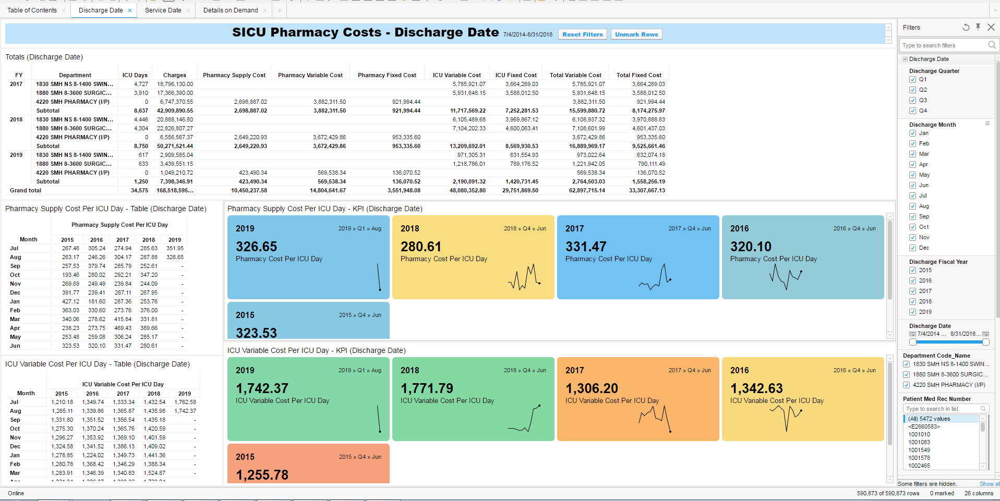 Table of Contents Discharge Date Service Date Details on Demand
SICU Pharmacy Costs - Discharge Date 7/4/2014-8/31/2018 Reset Filters Unmark Rows
Totals (Discharge Date)
FY Department ICU Days Charges Pharmacy Supply Cost Pharmacy Variable Cost Pharmacy Fixed Cost ICU Variable Cost ICU Fixed Cost Total Variable Cost Total Fixed Cost
2017 1830 SMH NS 8-1400 SWIN... 4,727 18,796,130.00 5,785,921.07 3,664,269.03 5,785,921.07 3,664,269.03
1880 SMH 8-3600 SURGIC... 3,910 17,366,390.00 5,931,648.15 3,588,012.50 5,931,648.15 3,588,012.50
4220 SMH PHARMACY (I/P) 0 6,747,370.55 2,698,887.02 3,882,311.50 921,994.44 3,882,311.50 921,994.44
Subtotal 8,637 42,909,890.55 2,698,887.02 3,882,311.50 921,994.44 11,717,569.22 7,252,281.53 15,599,880.72 8,174,275.97
2018 1830 SMH NS 8-1400 SWIN... 4,446 20,888,146.80 6,105,489.68 3,969,867.12 6,108,937.32 3,970,888.83
1880 SMH 8-3600 SURGIC... 4,304 22,826,807.27 7,104,202.33 4,600,063.41 7,108,601.99 4,601,437.03
4220 SMH PHARMACY (I/P) 0 6,556,567.37 2,649,220.93 3,672,429.86 953,335.60 3,672,429.86 953,335.60
Subtotal 8,750 50,271,521.44 2,649,220.93 3,672,429.86 953,335.60 13,209,692.01 8,569,930.53 16,889,969.17 9,525,661.46
2019 1830 SMH NS 8-1400 SWIN... 617 2,909,585.04 971,305.31 631,554.93 973,022.64 632,074.18
1880 SMH 8-3600 SURGIC... 633 3,439,551.15 1,218,786.01 789,176.52 1,221,942.05 790,111.49
4220 SMH PHARMACY (I/P) 0 1,049,210.72 423,490.34 569,538.34 136,070.52 569,538.34 136,070.52
Subtotal 1,250 7,398,346.91 423,490.34 569,538.34 136,070.52 2,190,091.32 1,420,731.45 2,764,503.03 1,558,256.19
Grand total 34,575 168,518,595... 10,450,237.58 14,804,641.67 3,551,948.08 48,080,352.80 29,751,869.50 62,897,715.14 33,307,667.13
Pharmacy Supply Cost Per ICU Day - Table (Discharge Date)
Pharmacy Supply Cost Per ICU Day
Month 2015 2016 2017 2018 2019
Jul 267.46 305.24 274.94 285.63 351.95
Aug 263.17 246.26 304.17 287.88 326.65
Sep 257.53 379.74 285.79 252.61 -
Oct 193.46 280.02 292.21 347.20 -
Nov 269.69 249.49 239.84 244.09 -
Dec 391.77 239.41 267.11 267.95 -
Jan 427.12 181.60 287.36 253.76 -
Feb 363.03 330.60 273.76 376.00 -
Mar 340.06 278.62 415.84 331.81 -
Apr 238.23 273.75 469.43 389.66 -
May 253.48 259.08 306.24 285.17 -
Jun 323.53 320.10 331.47 280.61 -
ICU Variable Cost Per ICU Day - Table (Discharge Date)
ICU Variable Cost Per ICU Day
Month 2015 2016 2017 2018 2019
Jul 1,210.18 1,349.74 1,333.34 1,432.54 1,762.58
Aug 1,265.11 1,339.86 1,365.87 1,435.98 1,742.37
Sep 1,331.80 1,351.52 1,356.54 1,435.18 -
Oct 1,275.30 1,370.24 1,365.76 1,420.59 -
Nov 1,296.27 1,353.92 1,369.10 1,401.59 -
Dec 1,324.58 1,341.52 1,386.13 1,409.02 -
Jan 1,278.85 1,224.02 1,349.73 1,441.36 -
Feb 1,280.78 1,368.42 1,346.29 1,388.34 -
Mar 1,283.91 1,346.39 1,340.83 1,524.87 -
Pharmacy Supply Cost Per ICU Day - KPI (Discharge Date)
2019 2019 » Q1 » Aug
326.65
Pharmacy Cost Per ICU Day
2018 2018 » Q4 » Jun
280.61
Pharmacy Cost Per ICU Day
2017 2017 » Q4 » Jun
331.47
Pharmacy Cost Per ICU Day
2016 2016 » Q4 » Jun
320.10
Pharmacy Cost Per ICU Day
2015 2015 » Q4 » Jun
323.53
ICU Variable Cost Per ICU Day - KPI (Discharge Date)
2019 2019 » Q1 » Aug
1,742.37
ICU Variable Cost Per ICU Day
2018 2018 » Q4 » Jun
1,771.79
ICU Variable Cost Per ICU Day
2017 2017 » Q4 » Jun
1,306.20
ICU Variable Cost Per ICU Day
2016 2016 » Q4 » Jun
1,342.63
ICU Variable Cost Per ICU Day
2015 2015 » Q4 » Jun
1,255.78
Filters
Type to search filters
Discharge Date
Discharge Quarter
Q1
Q2
Q3
Q4
Discharge Month
Jan
Feb
Mar
Apr
May
Jun
Jul
Aug
Sep
Oct
Nov
Dec
Discharge Fiscal Year
2015
2016
2017
2018
2019
Discharge Date
7/4/2014 ... 8/31/2018...
Department Code_Name
1830 SMH NS 8-1400 SWIN...
1880 SMH 8-3600 SURGIC...
4220 SMH PHARMACY (I/P)
Patient Med Rec Number
Type to search in list
(All) 5472 values
<E2660583>
1001010
1001083
1001549
1001578
1002465
Some filters are hidden. Show al
Online 590,873 of 590,873 rows 0 marked 26 columns